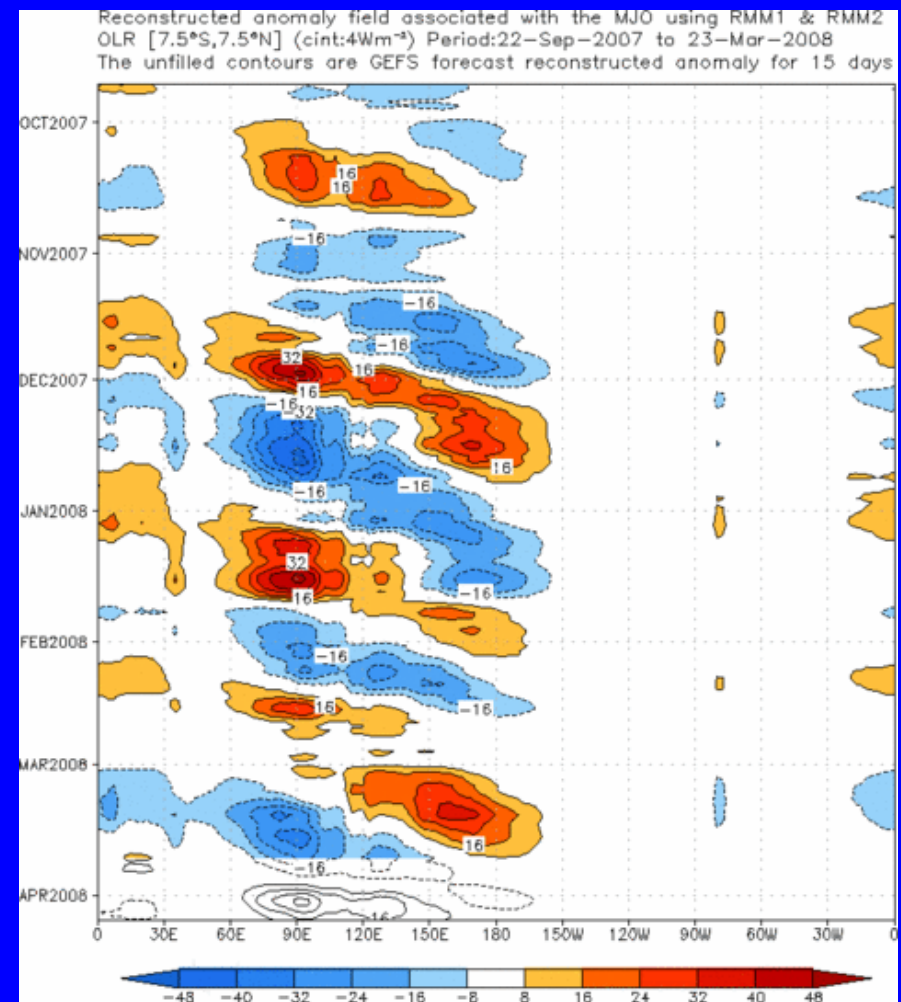 Reconstructed anomaly field associated with the MJO using RMM1 & RMM2
OLR [7.5°S,7.5°N] (cint:4Wm⁻²) Period:22-Sep-2007 to 23-Mar-2008
The unfilled contours are GEFS forecast reconstructed anomaly for 15 days
OCT2007
16
16
-16
NOV2007
-16
-16
32
16
DEC2007
16
-16
-32
16
-16
-16
JAN2008
32
-16
16
FEB2008
-16
16
-16
MAR2008
16
-16
APR2008
16
0 30E 60E 90E 120E 150E 180 150W 120W 90W 60W 30W 0
-48 -40 -32 -24 -16 -8 8 16 24 32 40 48